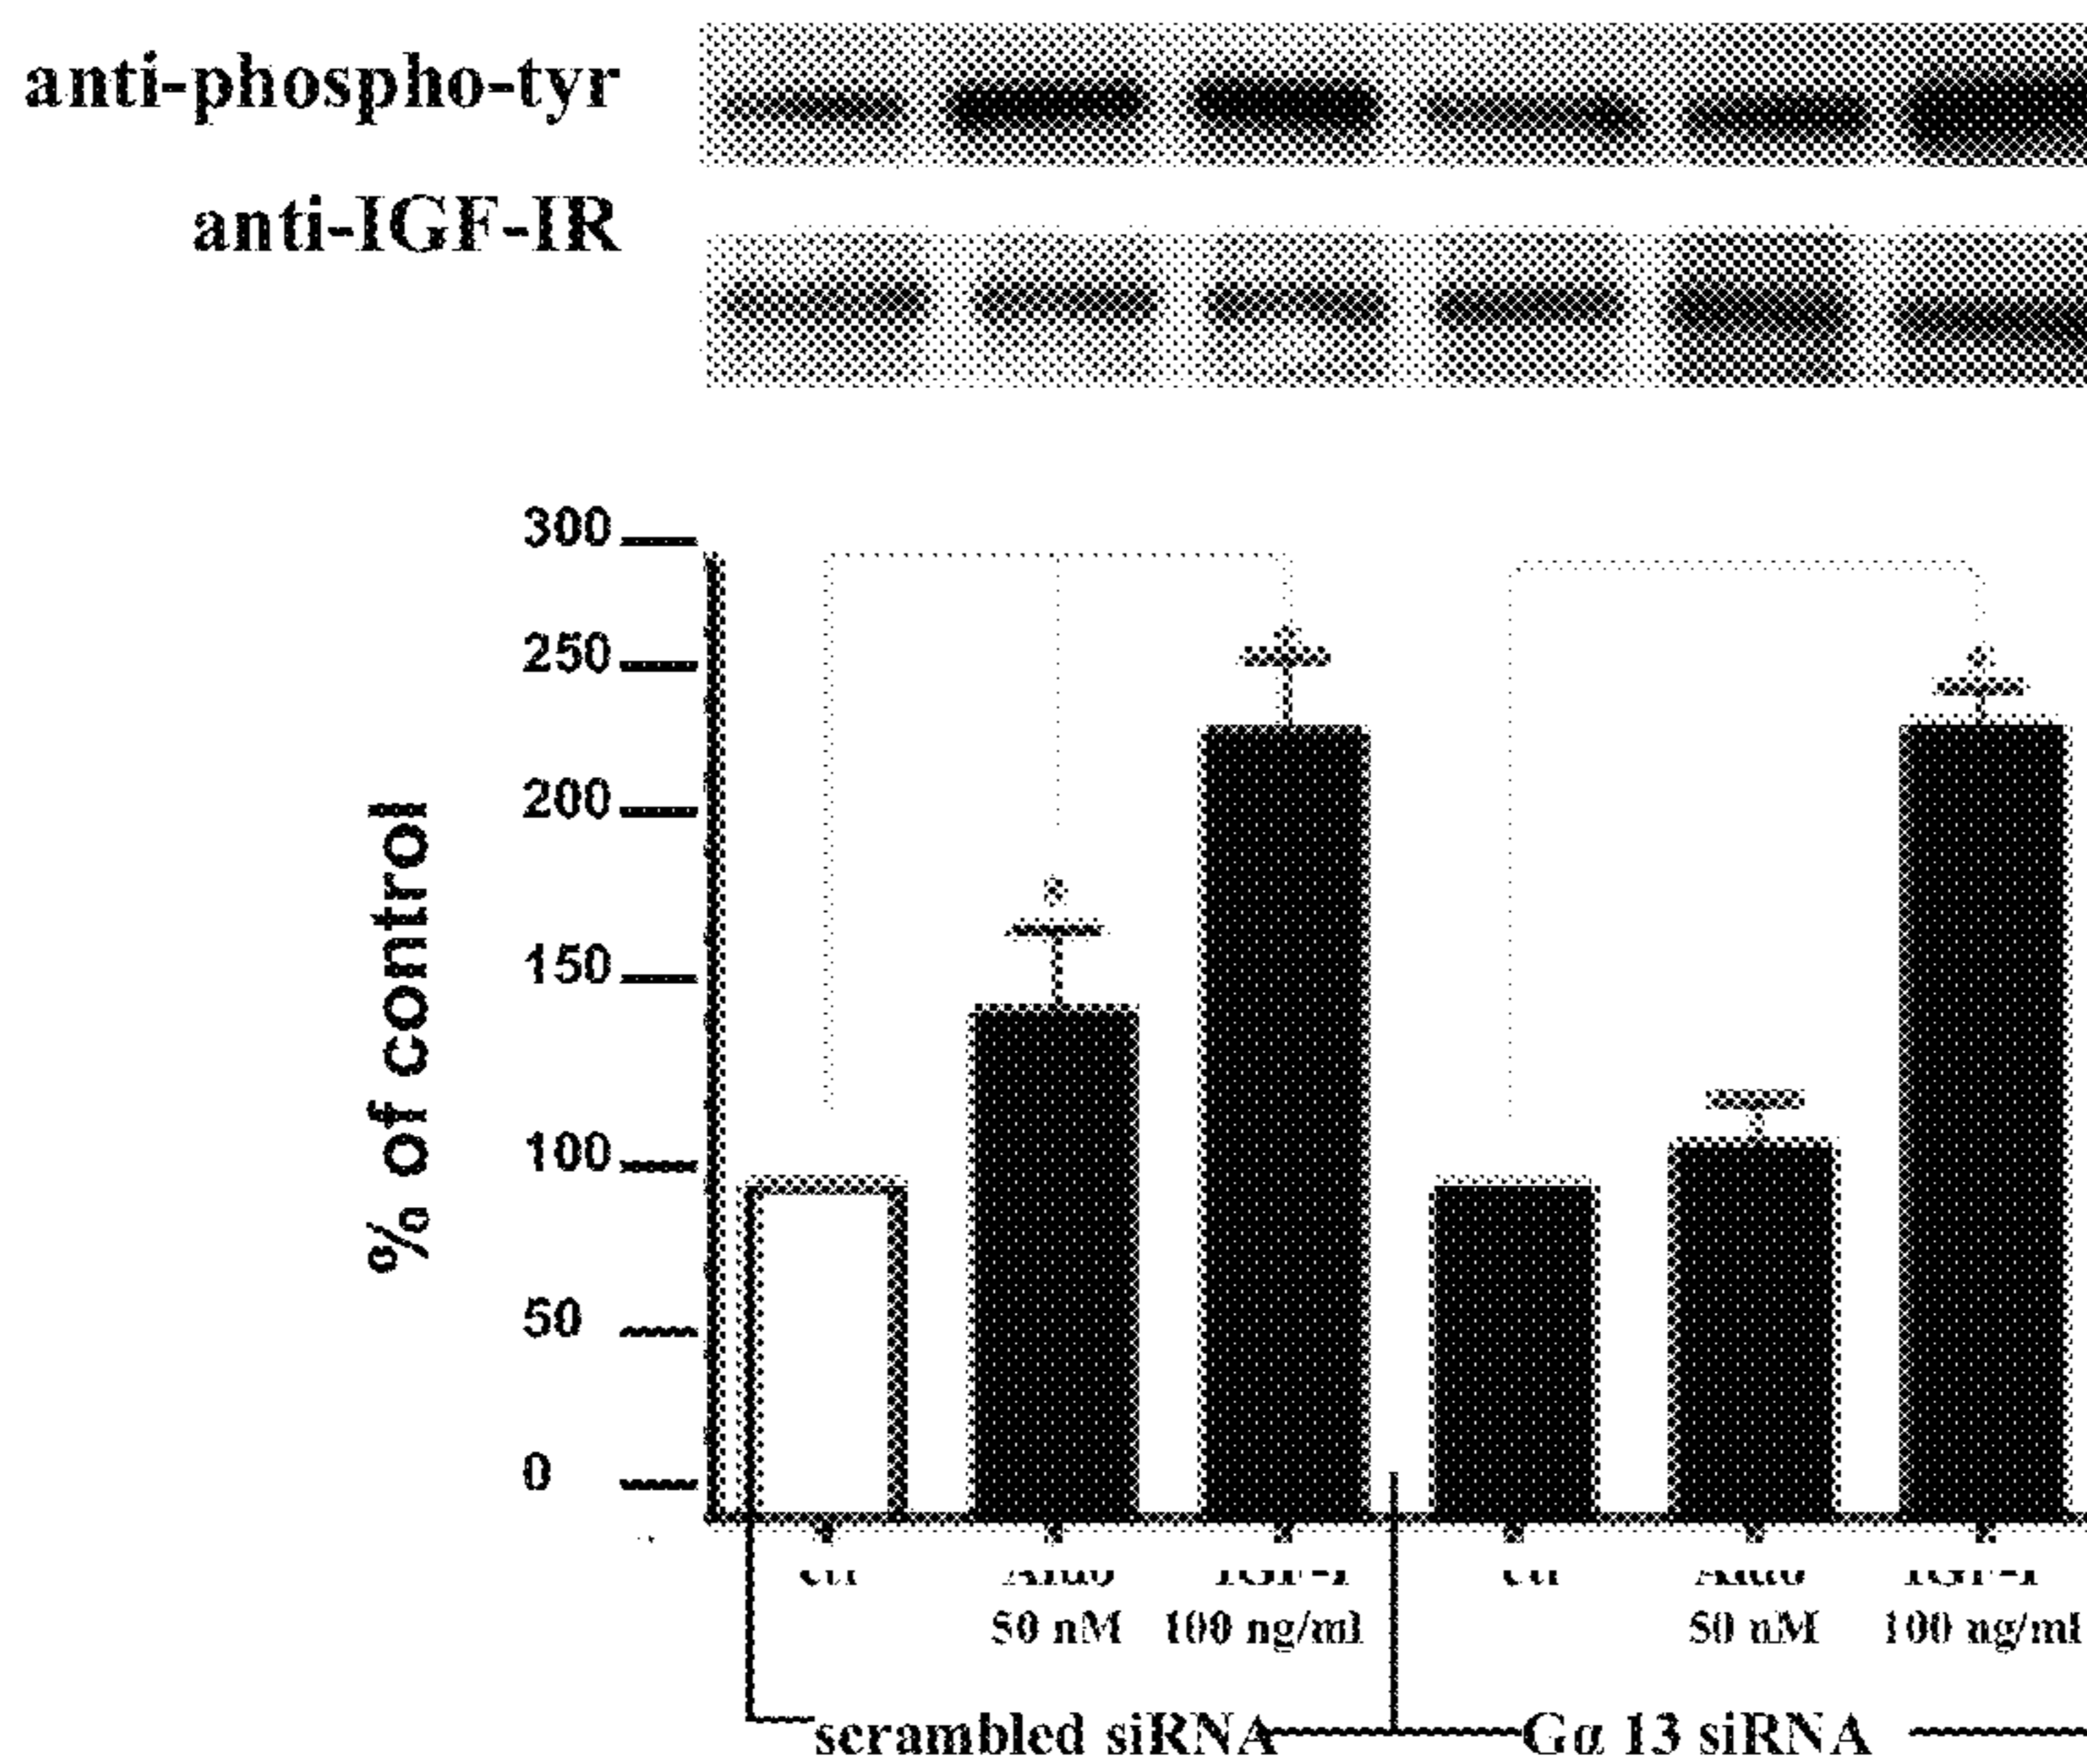 anti-phospho-tyr
anti-IGF-IR
300
250
200
150
100
50
0
% of control
50 nM 100 ng/ml 50 nM 100 ng/ml
scrambled siRNA Gα 13 siRNA